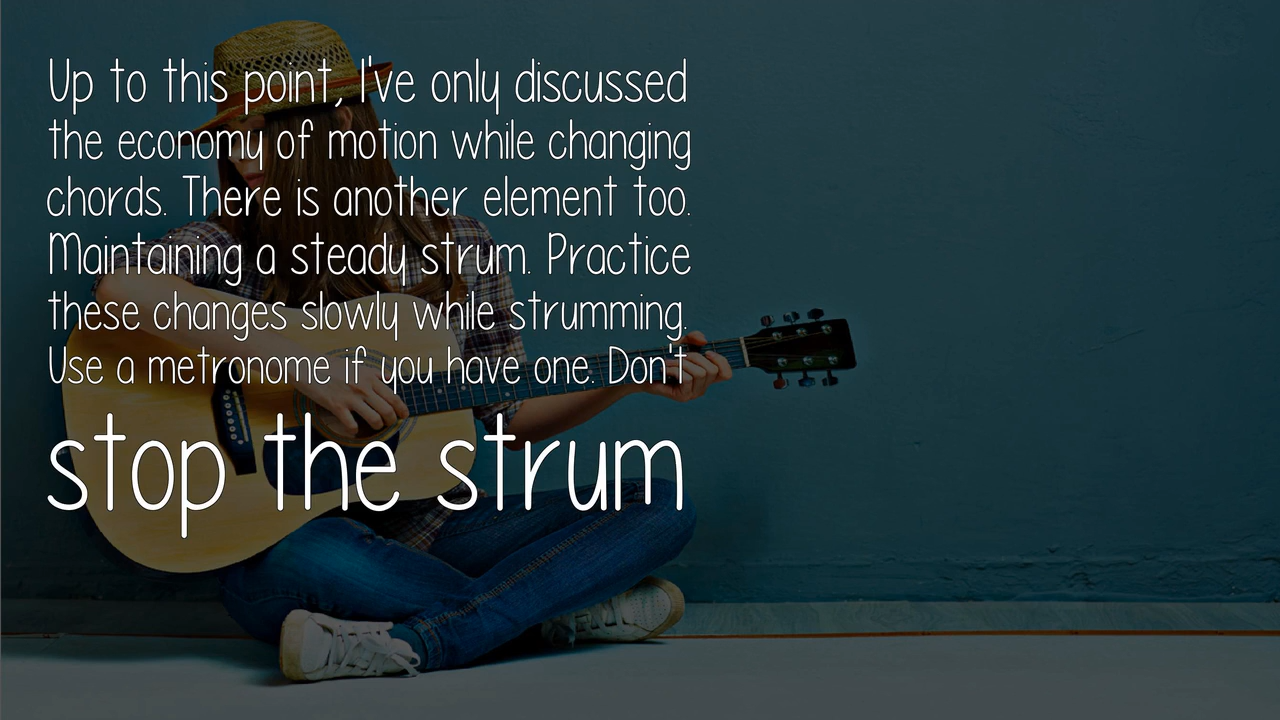 Up to this point, I've only discussed
the economy of motion while changing
chords. There is another element too.
Maintaining a steady strum. Practice
these changes slowly while strumming.
Use a metronome if you have one. Don't
stop the strum